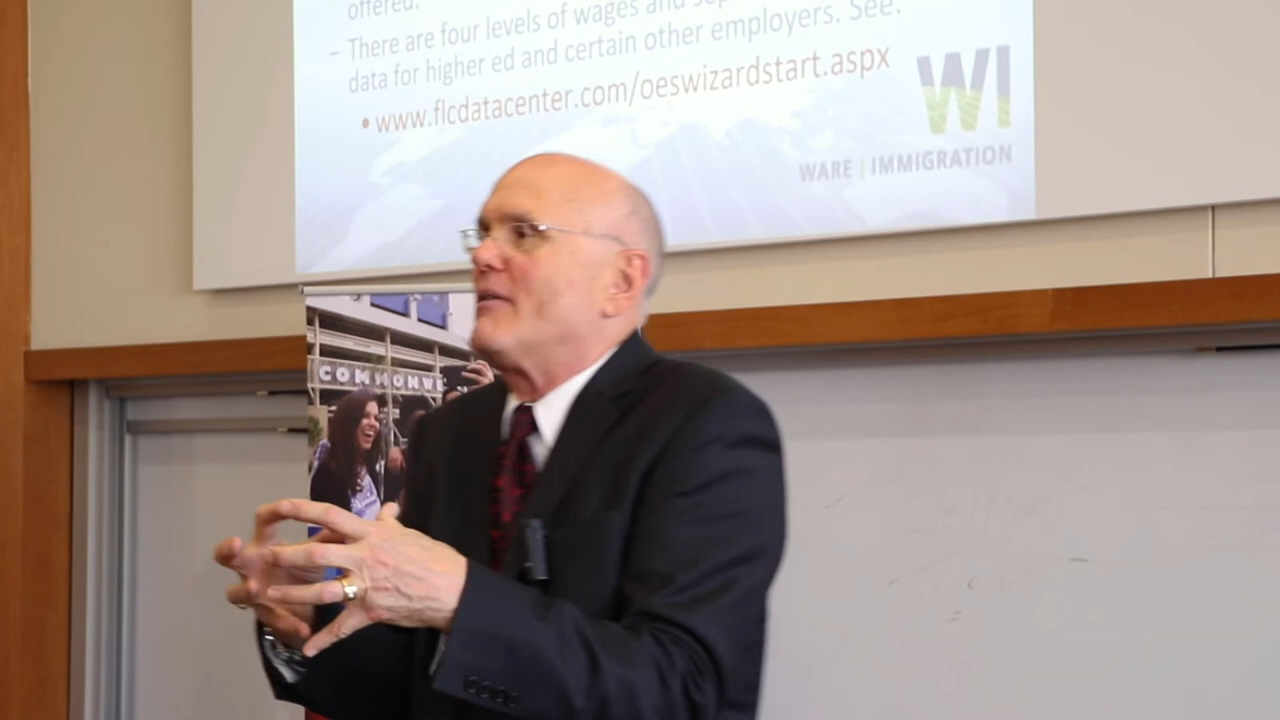 offered.
– There are four levels of wages and
data for higher ed and certain other employers. See:
• www.flcdatacenter.com/oeswizardstart.aspx
WI
WARE | IMMIGRATION
COMMONWE